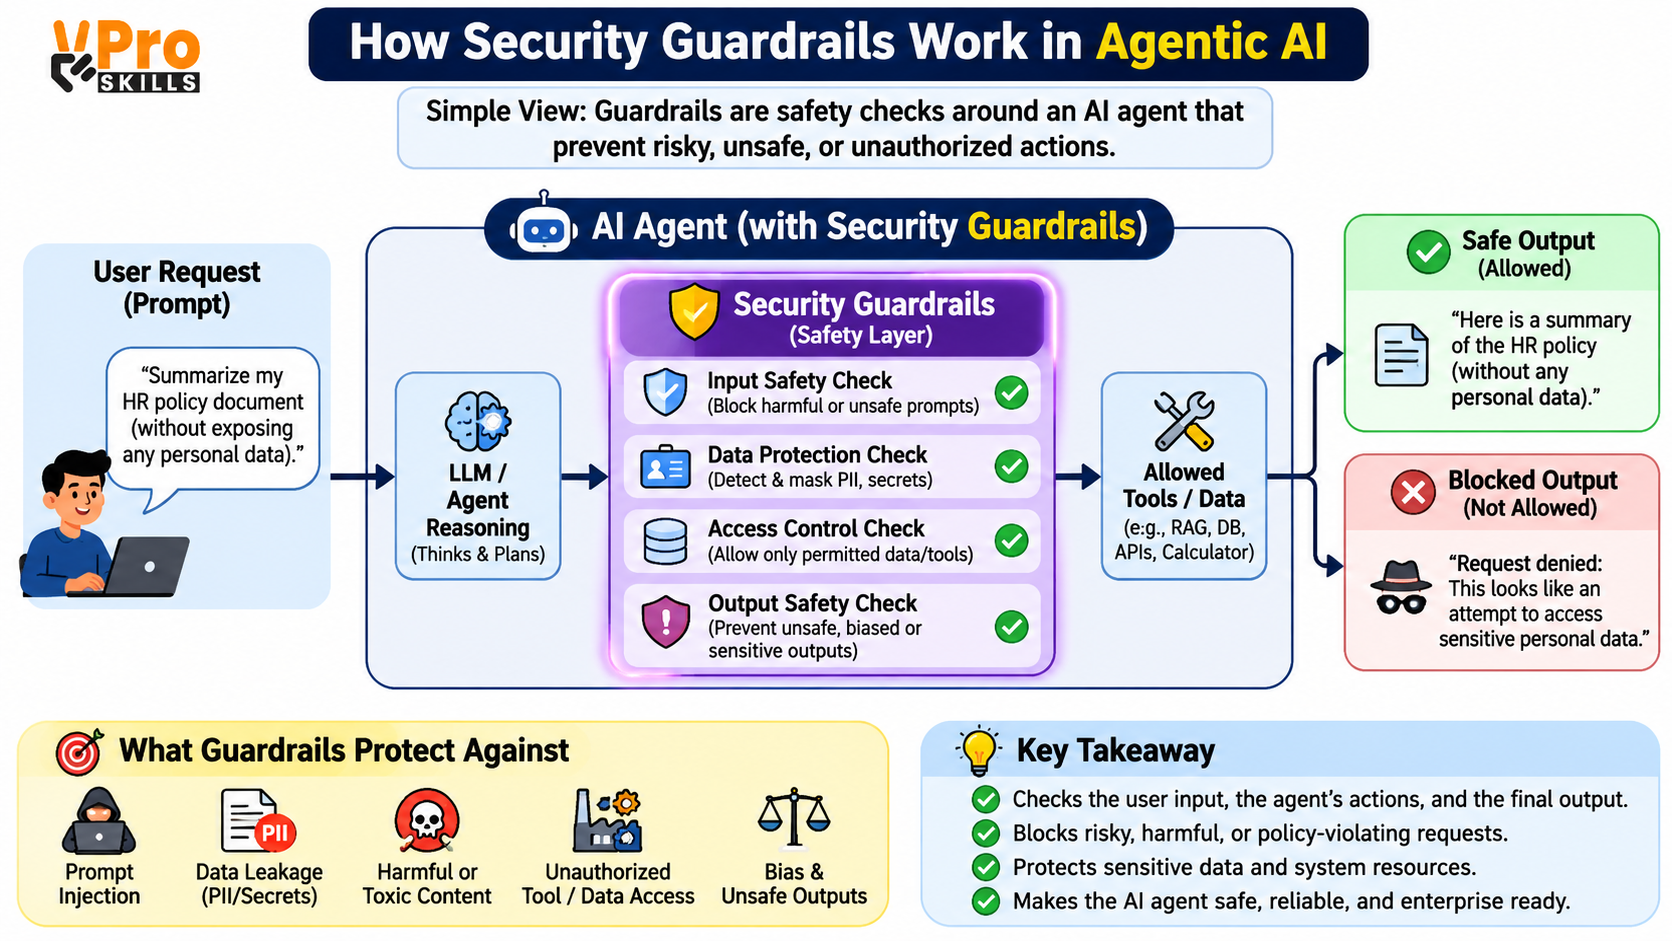 Pro
SKILLS
How Security Guardrails Work in Agentic AI
Simple View: Guardrails are safety checks around an AI agent that
prevent risky, unsafe, or unauthorized actions.
User Request
(Prompt)
“Summarize my
HR policy document
(without exposing
any personal data).”
AI Agent (with Security Guardrails)
LLM /
Agent
Reasoning
(Thinks & Plans)
Security Guardrails
(Safety Layer)
Input Safety Check
(Block harmful or unsafe prompts)
Data Protection Check
(Detect & mask PII, secrets)
Access Control Check
(Allow only permitted data/tools)
Output Safety Check
(Prevent unsafe, biased or
sensitive outputs)
Allowed
Tools / Data
(e.g., RAG, DB,
APIs, Calculator)
Safe Output
(Allowed)
“Here is a summary
of the HR policy
(without any
personal data).”
Blocked Output
(Not Allowed)
“Request denied:
This looks like an
attempt to access
sensitive personal data.”
What Guardrails Protect Against
Prompt
Injection
PII
Data Leakage
(PII/Secrets)
Harmful or
Toxic Content
Unauthorized
Tool / Data Access
Bias &
Unsafe Outputs
Key Takeaway
Checks the user input, the agent’s actions, and the final output.
Blocks risky, harmful, or policy-violating requests.
Protects sensitive data and system resources.
Makes the AI agent safe, reliable, and enterprise ready.